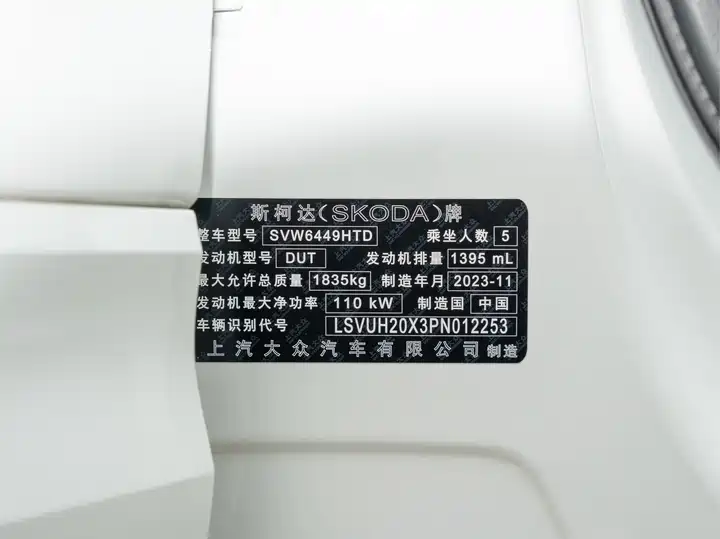 斯柯达(SKODA)牌
整车型号 SVW6449HTD 乘坐人数 5
发动机型号 DUT 发动机排量 1395 mL
最大允许总质量 1835kg 制造年月 2023-11
发动机最大净功率 110 kW 制造国 中国
车辆识别代号 LSVUH20X3PN012253
上汽大众汽车有限公司 制造